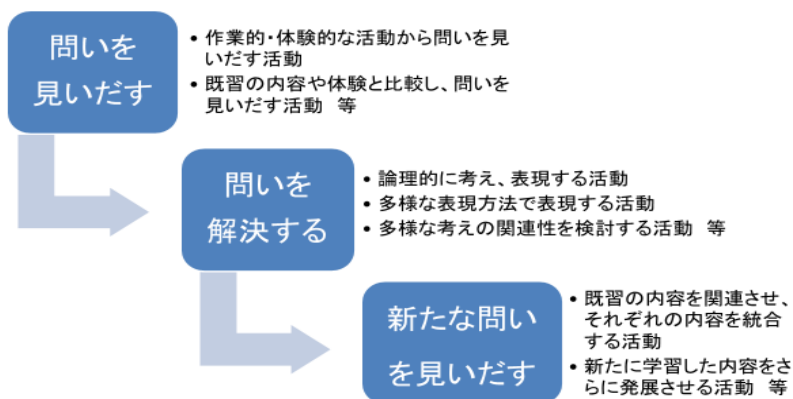 問いを
見いだす
• 作業的・体験的な活動から問いを見
いだす活動
• 既習の内容や体験と比較し、問いを
見いだす活動　等
問いを
解決する
• 論理的に考え、表現する活動
• 多様な表現方法で表現する活動
• 多様な考えの関連性を検討する活動　等
新たな問い
を見いだす
• 既習の内容を関連させ、
それぞれの内容を統合
する活動
• 新たに学習した内容をさ
らに発展させる活動　等